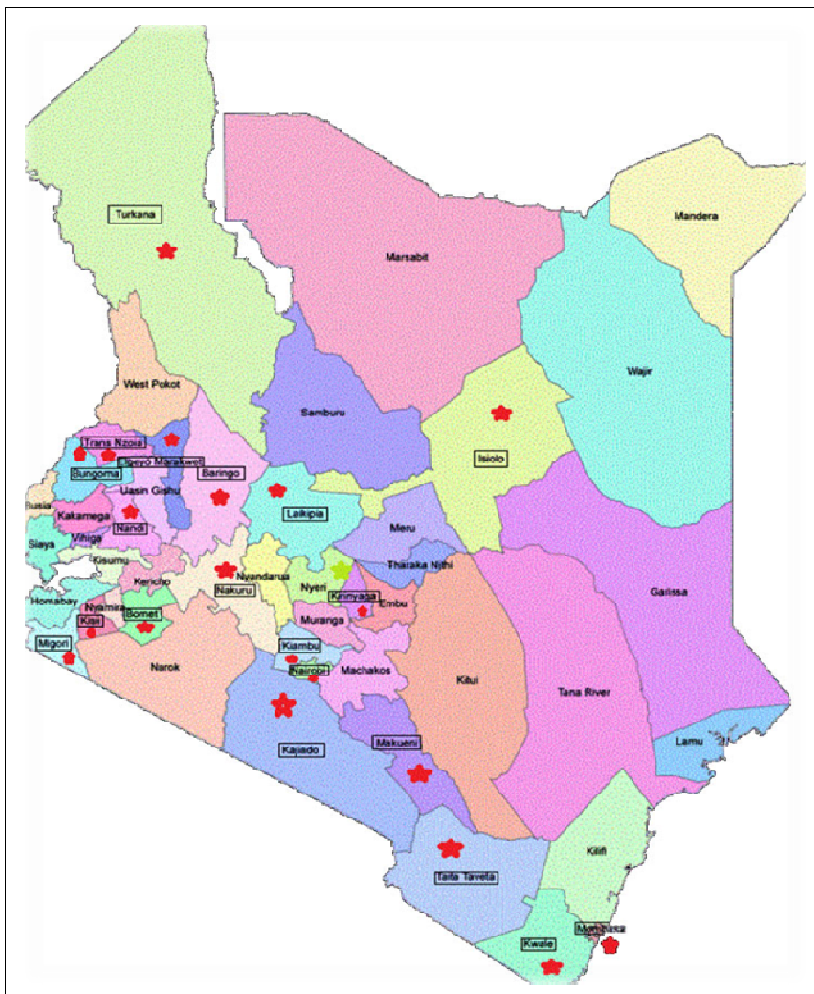 Turkana
Mandera
Marsabit
Wajir
West Pokot
Samburu
Trans Nzoia
Elgeyo Marakwet
Isiolo
Bungoma
Baringo
Uasin Gishu
Busia
Kakamega
Laikipia
Nandi
Meru
Vihiga
Siaya
Kisumu
Tharaka Nithi
Kericho
Nyandarua
Nyeri
Nakuru
Garissa
Homabay
Kirinyaga
Embu
Nyamira
Bomet
Kisii
Muranga
Migori
Kiambu
Narok
Nairobi
Machakos
Kitui
Tana River
Makueni
Lamu
Kajiado
Kilifi
Taita Taveta
Mombasa
Kwale